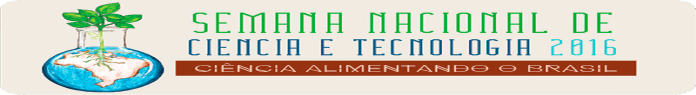 SEMANA NACIONAL DE
CIENCIA E TECNOLOGIA 2016
CIÊNCIA ALIMENTANDO O BRASIL